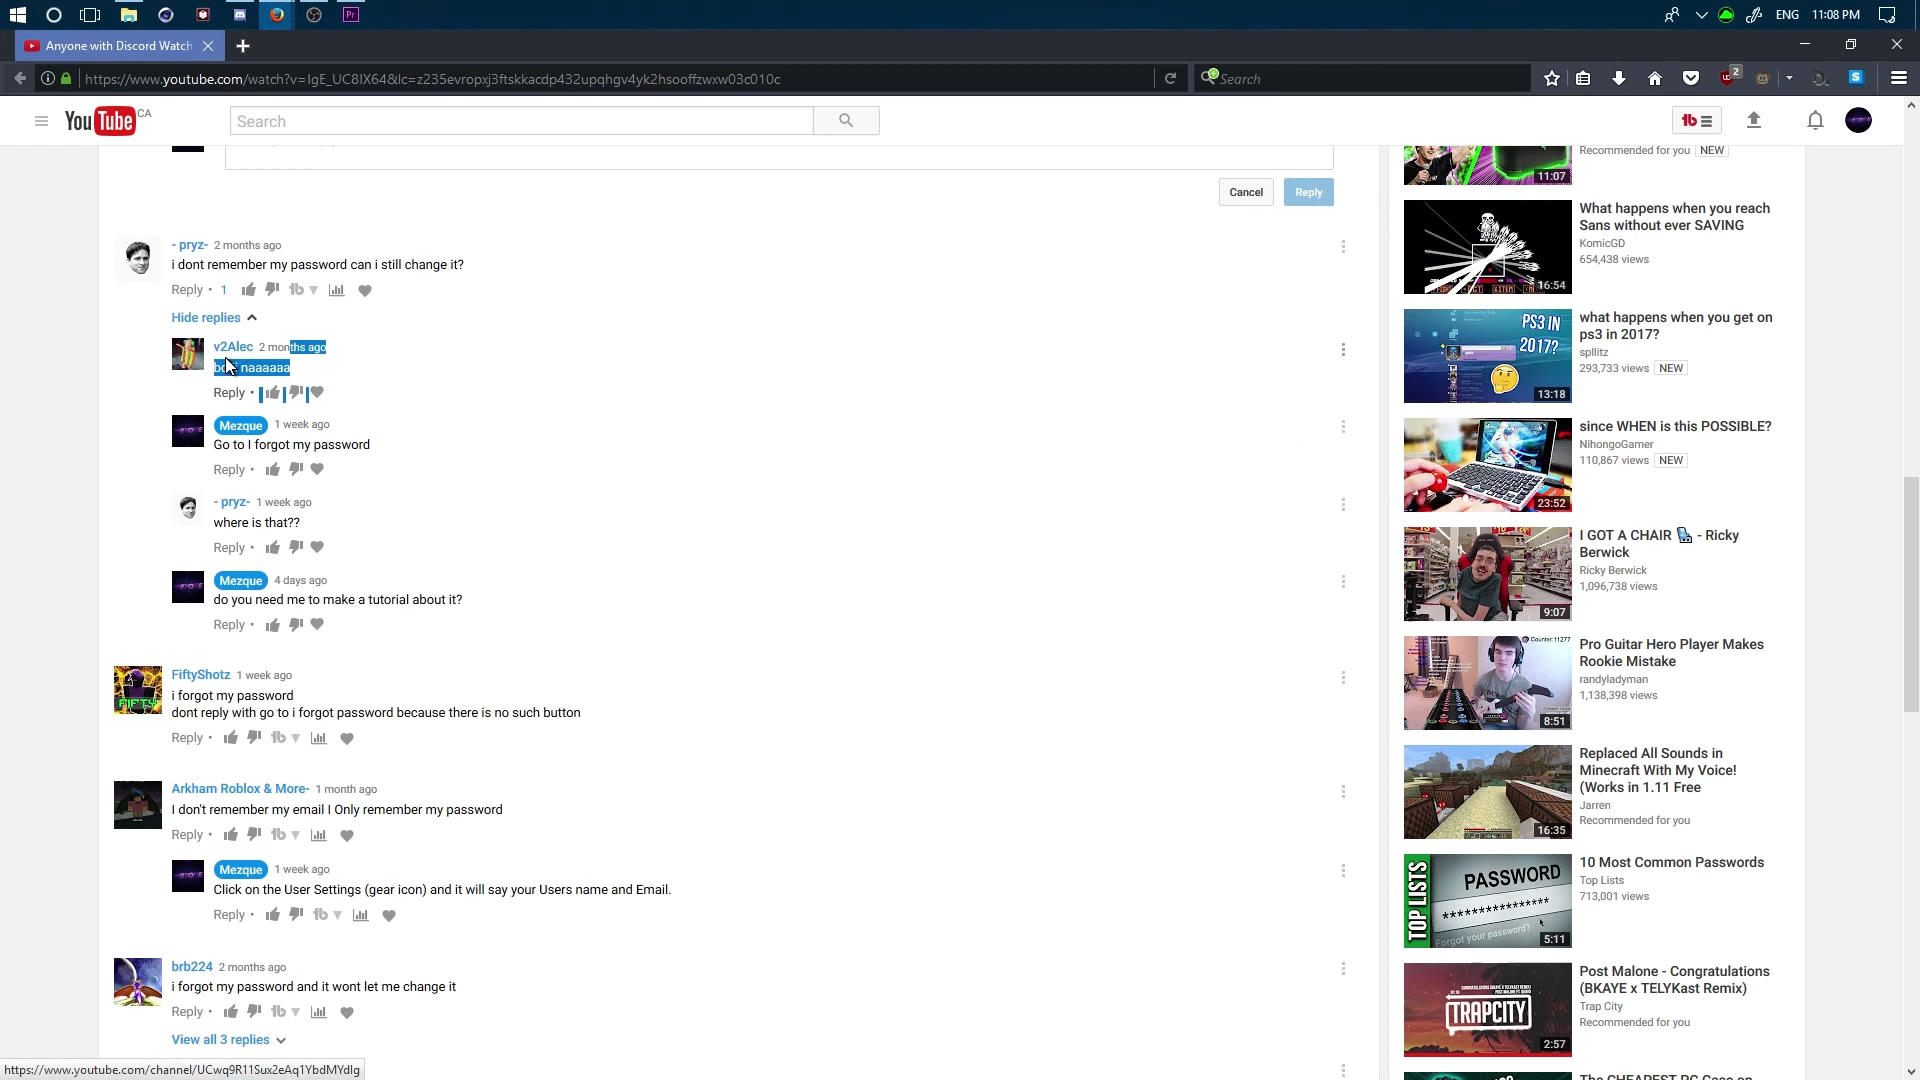 Pr
ENG 11:08 PM
Anyone with Discord Watch
https://www.youtube.com/watch?v=IgE_UC8IX64&lc=z235evropxj3ftskkacdp432upqhgv4yk2hsooffzwxw03c010c
Search
2
YouTube CA
Search
Cancel
Reply
- pryz- 2 months ago
i dont remember my password can i still change it?
Reply • 1
Hide replies
v2Alec 2 months ago
naaaaaa
Reply •
Mezque 1 week ago
Go to I forgot my password
Reply •
- pryz- 1 week ago
where is that??
Reply •
Mezque 4 days ago
do you need me to make a tutorial about it?
Reply •
FiftyShotz 1 week ago
i forgot my password
dont reply with go to i forgot password because there is no such button
Reply •
Arkham Roblox & More- 1 month ago
I don't remember my email I Only remember my password
Reply •
Mezque 1 week ago
Click on the User Settings (gear icon) and it will say your Users name and Email.
Reply •
brb224 2 months ago
i forgot my password and it wont let me change it
Reply •
View all 3 replies
https://www.youtube.com/channel/UCwq9R11Sux2eAq1YbdMYdIg
11:07
Recommended for you NEW
16:54
What happens when you reach
Sans without ever SAVING
KomicGD
654,438 views
PS3 IN
2017?
13:18
what happens when you get on
ps3 in 2017?
spllitz
293,733 views NEW
23:52
since WHEN is this POSSIBLE?
NihongoGamer
110,867 views NEW
9:07
I GOT A CHAIR - Ricky
Berwick
Ricky Berwick
1,096,738 views
Counter:11277
8:51
Pro Guitar Hero Player Makes
Rookie Mistake
randyladyman
1,138,398 views
16:35
Replaced All Sounds in
Minecraft With My Voice!
(Works in 1.11 Free
Jarren
Recommended for you
TOP LISTS
PASSWORD
****************
Forgot your password?
5:11
10 Most Common Passwords
Top Lists
713,001 views
TRAPCITY
2:57
Post Malone - Congratulations
(BKAYE x TELYKast Remix)
Trap City
Recommended for you